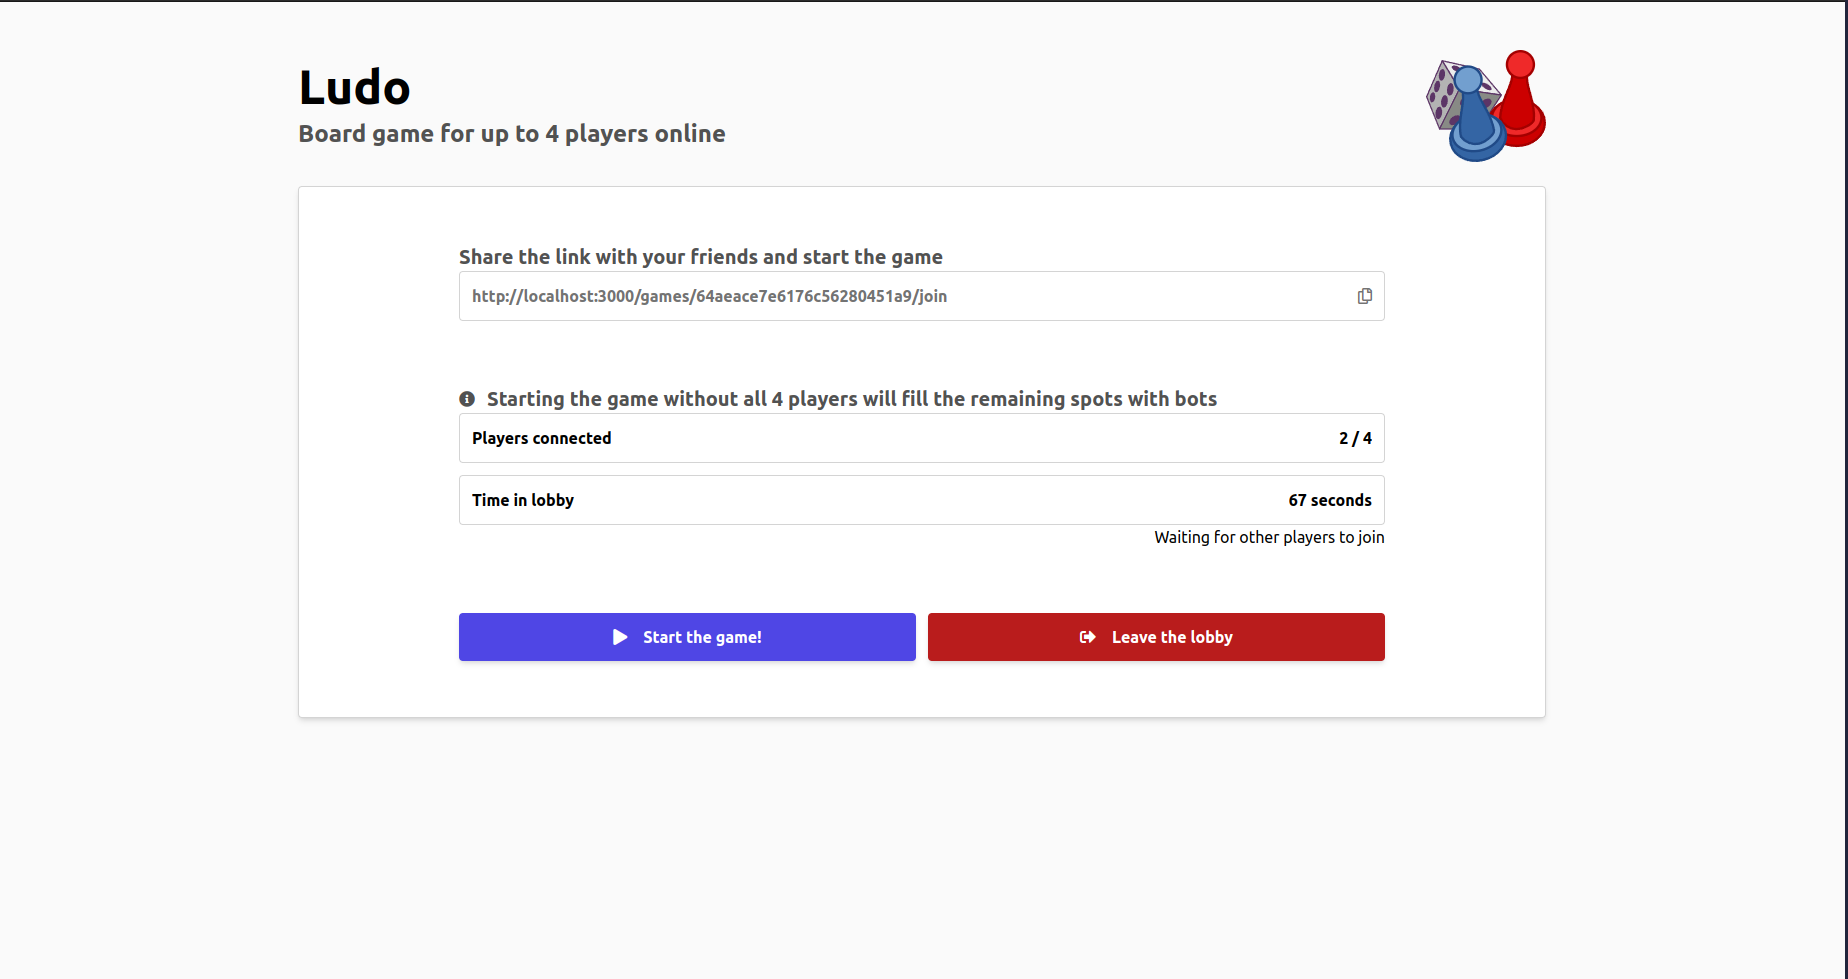 Ludo
Board game for up to 4 players online
Share the link with your friends and start the game
http://localhost:3000/games/64aeace7e6176c56280451a9/join
Starting the game without all 4 players will fill the remaining spots with bots
Players connected 2 / 4
Time in lobby 67 seconds
Waiting for other players to join
Start the game! Leave the lobby